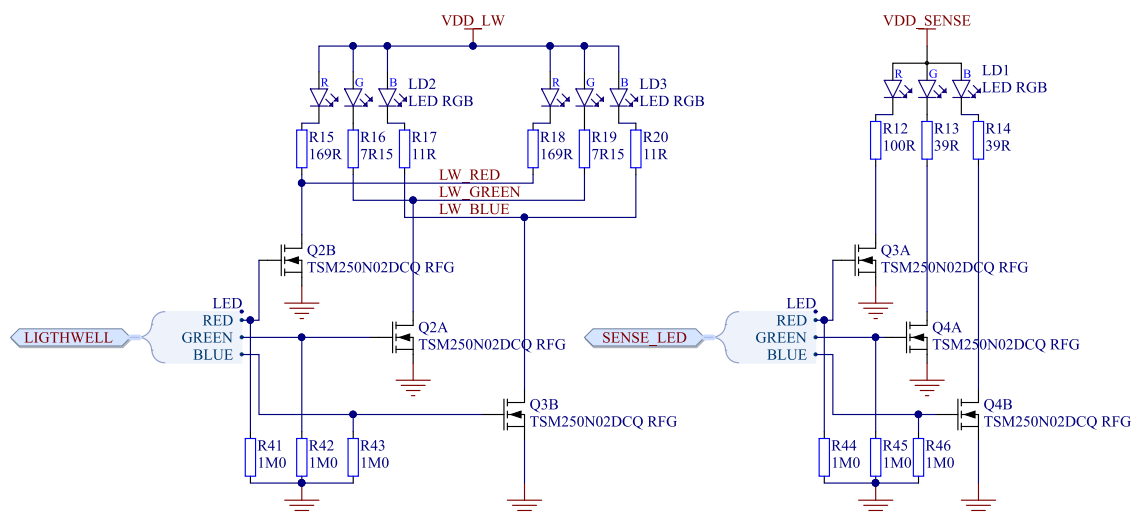 VDD_LW
R
G
B
LD2
LED RGB
R
G
B
LD3
LED RGB
R15
169R
R16
7R15
R17
11R
R18
169R
R19
7R15
R20
11R
LW_RED
LW_GREEN
LW_BLUE
Q2B
TSM250N02DCQ RFG
LED
RED
GREEN
BLUE
LIGTHWELL
Q2A
TSM250N02DCQ RFG
Q3B
TSM250N02DCQ RFG
R41
1M0
R42
1M0
R43
1M0
VDD_SENSE
R
G
B
LD1
LED RGB
R12
100R
R13
39R
R14
39R
Q3A
TSM250N02DCQ RFG
LED
RED
GREEN
BLUE
SENSE_LED
Q4A
TSM250N02DCQ RFG
Q4B
TSM250N02DCQ RFG
R44
1M0
R45
1M0
R46
1M0